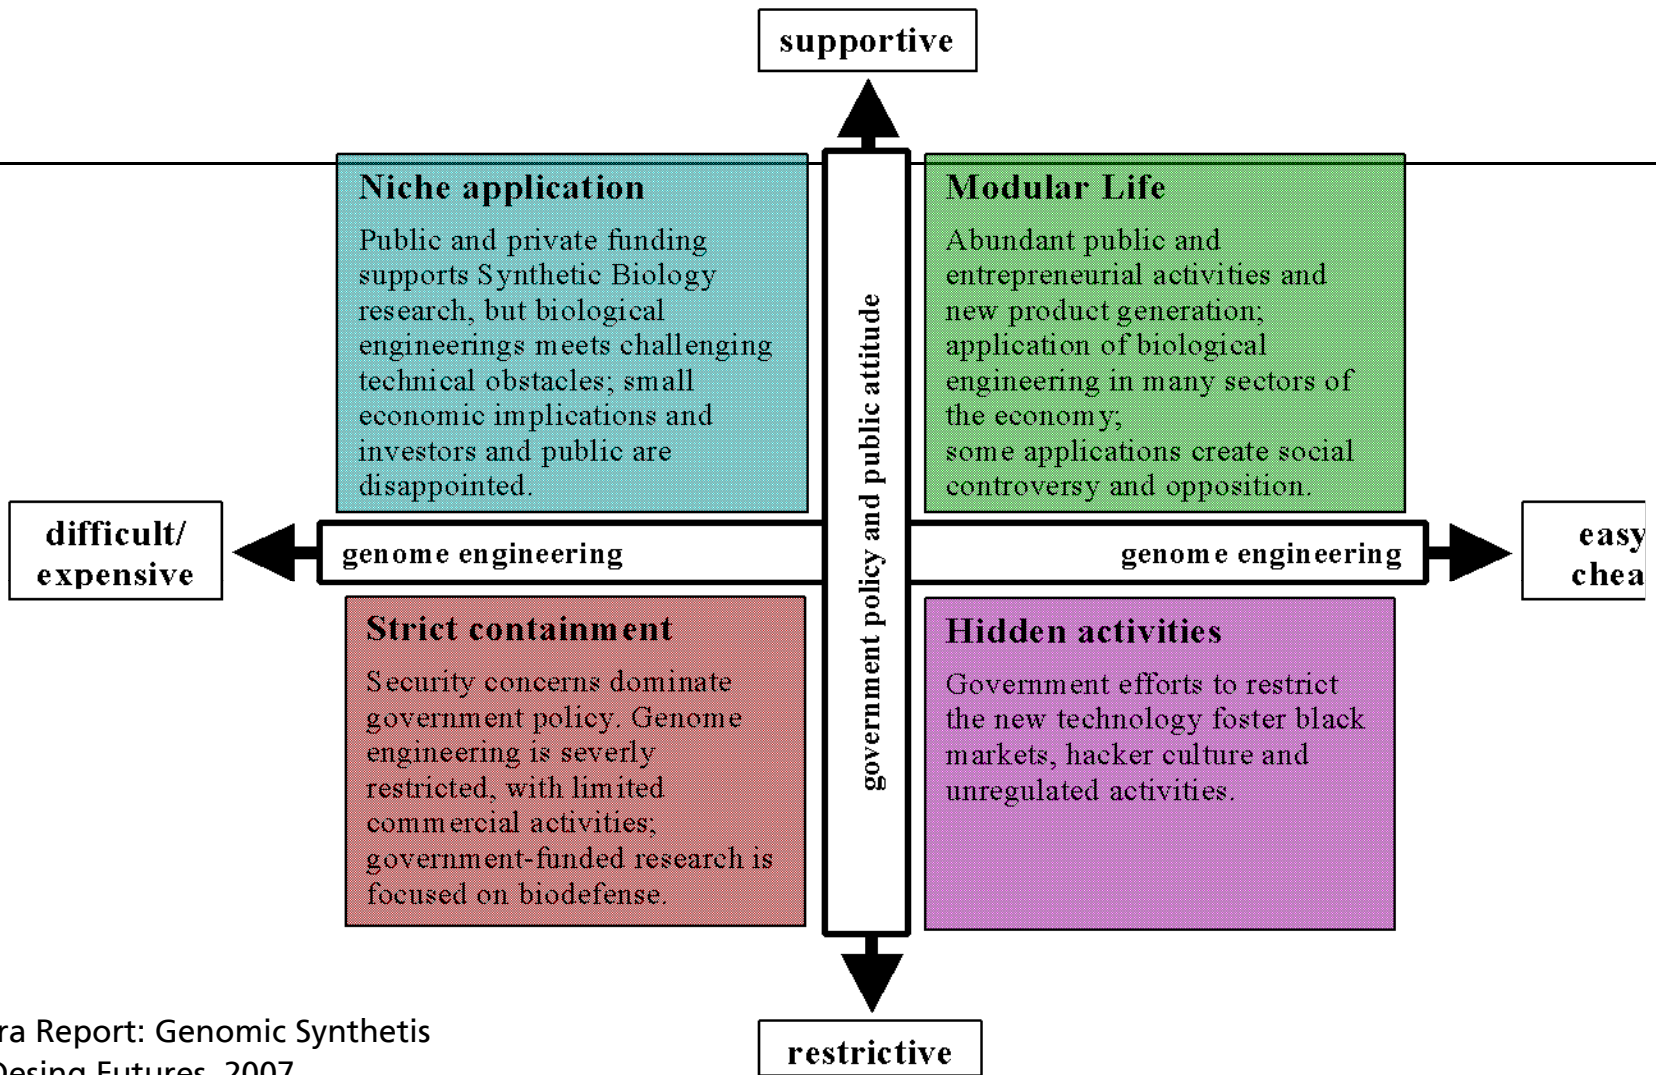 supportive
Niche application
Public and private funding
supports Synthetic Biology
research, but biological
engineerings meets challenging
technical obstacles; small
economic implications and
investors and public are
disappointed.
Modular Life
Abundant public and
entrepreneurial activities and
new product generation;
application of biological
engineering in many sectors of
the economy;
some applications create social
controversy and opposition.
government policy and public attitude
difficult/
expensive
genome engineering
genome engineering
easy
chea
Strict containment
Security concerns dominate
government policy. Genome
engineering is severly
restricted, with limited
commercial activities;
government-funded research is
focused on biodefense.
Hidden activities
Government efforts to restrict
the new technology foster black
markets, hacker culture and
unregulated activities.
restrictive
ra Report: Genomic Synthetis
Desing Futures, 2007